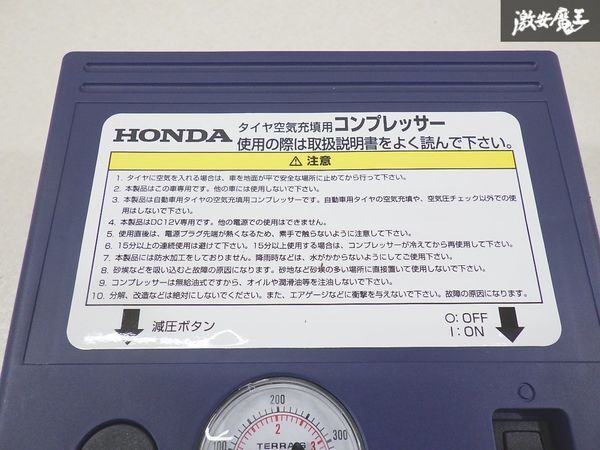 激安魔王
HONDA タイヤ空気充填用コンプレッサー
使用の際は取扱説明書をよく読んで下さい。
⚠注意
1. タイヤに空気を入れる場合は、車を地面が平で安全な場所に止めてから行って下さい。
2. 本製品はこの車専用です。他の車には使用しないで下さい。
3. 本製品は自動車用タイヤの空気充填用コンプレッサーです。自動車用タイヤの空気充填や、空気圧チェック以外での
使用はしないで下さい。
4. 本製品はDC12V専用です。他の電源での使用はできません。
5. 使用直後は、電源プラグ先端が熱くなるため、素手で触らないように注意して下さい。
6. 15分以上の連続使用は避けて下さい。15分以上使用する場合は、コンプレッサーが冷えてから再使用して下さい。
7. 本製品には防水加工をしておりません。降雨時などは、水がかからないようにしてご使用下さい。
8. 砂埃などを吸い込むと故障の原因になります。砂地など砂埃の多い場所に直接置いて使用しないで下さい。
9. コンプレッサーは無給油式ですから、オイルや潤滑油等を注油しないで下さい。
10. 分解、改造などは絶対にしないでください。また、エアゲージなどに衝撃を与えないで下さい。故障の原因になります。
減圧ボタン
○:OFF
I:ON
200
100
2
300
3